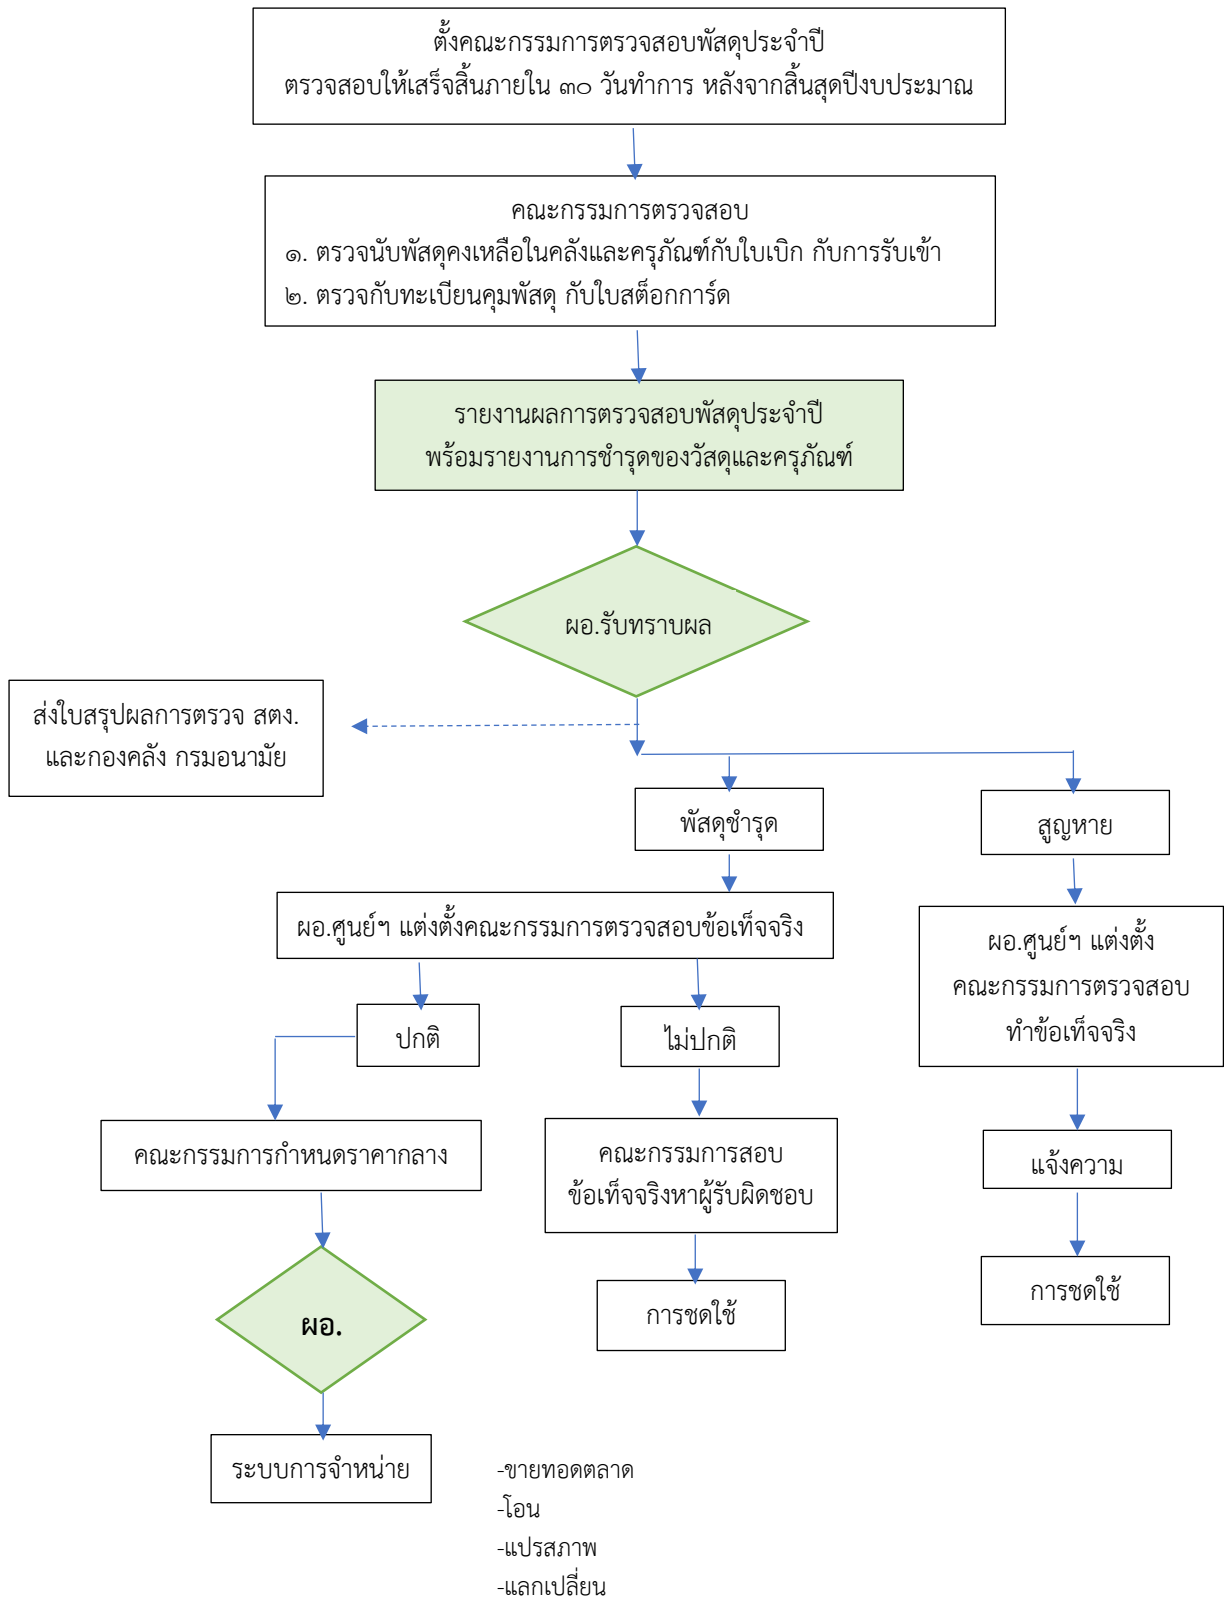 ตั้งคณะกรรมการตรวจสอบพัสดุประจำปี
ตรวจสอบให้เสร็จสิ้นภายใน ๓๐ วันทำการ หลังจากสิ้นสุดปีงบประมาณ
คณะกรรมการตรวจสอบ
๑. ตรวจนับพัสดุคงเหลือในคลังและครุภัณฑ์กับใบเบิก กับการรับเข้า
๒. ตรวจกับทะเบียนคุมพัสดุ กับใบสต็อกการ์ด
รายงานผลการตรวจสอบพัสดุประจำปี
พร้อมรายงานการชำรุดของวัสดุและครุภัณฑ์
ผอ.รับทราบผล
ส่งใบสรุปผลการตรวจ สตง.
และกองคลัง กรมอนามัย
พัสดุชำรุด
สูญหาย
ผอ.ศูนย์ฯ แต่งตั้งคณะกรรมการตรวจสอบข้อเท็จจริง
ผอ.ศูนย์ฯ แต่งตั้ง
คณะกรรมการตรวจสอบ
ทำข้อเท็จจริง
ปกติ
ไม่ปกติ
คณะกรรมการกำหนดราคากลาง
คณะกรรมการสอบ
ข้อเท็จจริงหาผู้รับผิดชอบ
แจ้งความ
การชดใช้
การชดใช้
ผอ.
ระบบการจำหน่าย
-ขายทอดตลาด
-โอน
-แปรสภาพ
-แลกเปลี่ยน